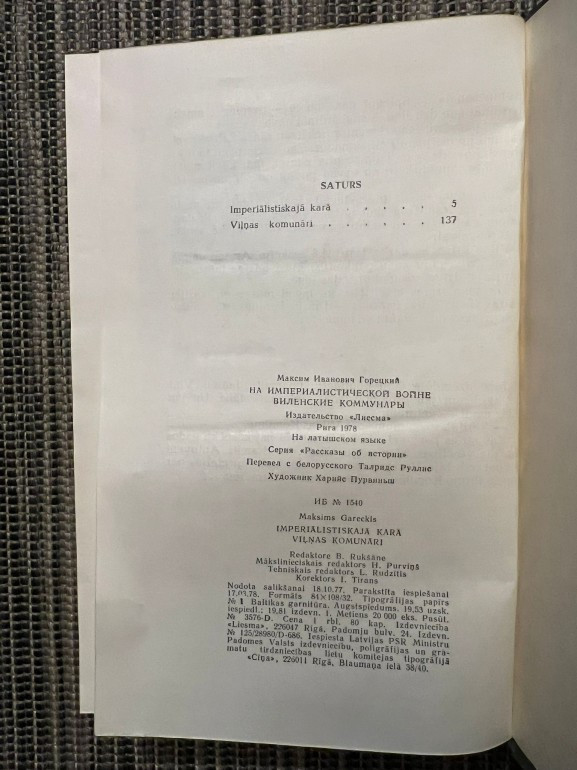 SATURS
Imperiālistiskajā karā . . . . . 5
Viļņas komunāri . . . . . . 137
Максим Иванович Горецкий
НА ИМПЕРИАЛИСТИЧЕСКОЙ ВОЙНЕ
ВИЛЕНСКИЕ КОММУНАРЫ
Издательство «Лиесма»
Рига 1978
На латышском языке
Серия «Рассказы об истории»
Перевел с белорусского Талридс Руллис
Художник Харийс Пурвиньш
ИБ № 1540
Maksims Gareckis
IMPERIĀLISTISKAJĀ KARĀ
VIĻŅAS KOMUNĀRI
Redaktore B. Rukšāne
Mākslinieciskais redaktors H. Purviņš
Tehniskais redaktors L. Rudzītis
Korektors I. Tirans
Nodota salikšanai 18.10.77. Parakstīta iespiešanai
17.03.78. Formāts 84×108/32. Tipogrāfijas papīrs
№ 1 Baltikas garnitūra. Augstspiedums. 19,53 uzsk.
iespiedl.; 19,81 izdevn. l. Metiens 20 000 eks. Pasūt.
№ 3576-D. Cena 1 rbl. 80 kap. Izdevniecība
«Liesma», 226047 Rīgā, Padomju bulv. 24. Izdevn.
№ 125/28980/D-686. Iespiesta Latvijas PSR Ministru
Padomes Valsts izdevniecību, poligrāfijas un grā-
matu tirdzniecības lietu komitejas tipogrāfijā
«Cīņa», 226011 Rīgā, Blaumaņa ielā 38/40.